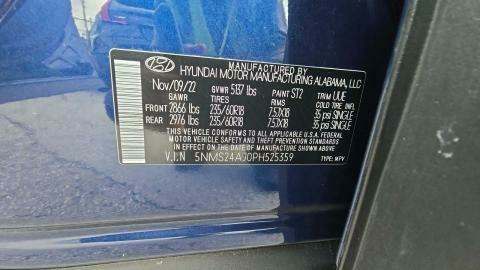 MANUFACTURED BY
HYUNDAI MOTOR MANUFACTURING ALABAMA, LLC
Nov/09/22 GVWR 5137 lbs PAINT ST2 TRIM UUE
GAWR TIRES RIMS COLD TIRE INFL PRES
FRONT 2866 lbs 235/60R18 7.5JX18 35 psi SINGLE
REAR 2976 lbs 235/60R18 7.5JX18 35 psi SINGLE
THIS VEHICLE CONFORMS TO ALL APPLICABLE
FEDERAL MOTOR VEHICLE SAFETY AND THEFT PREVENTION
STANDARDS IN EFFECT ON THE DATE OF MANUFACTURE
SHOWN ABOVE.
V.I.N 5NMS24AJ0PH525359 TYPE: MPV